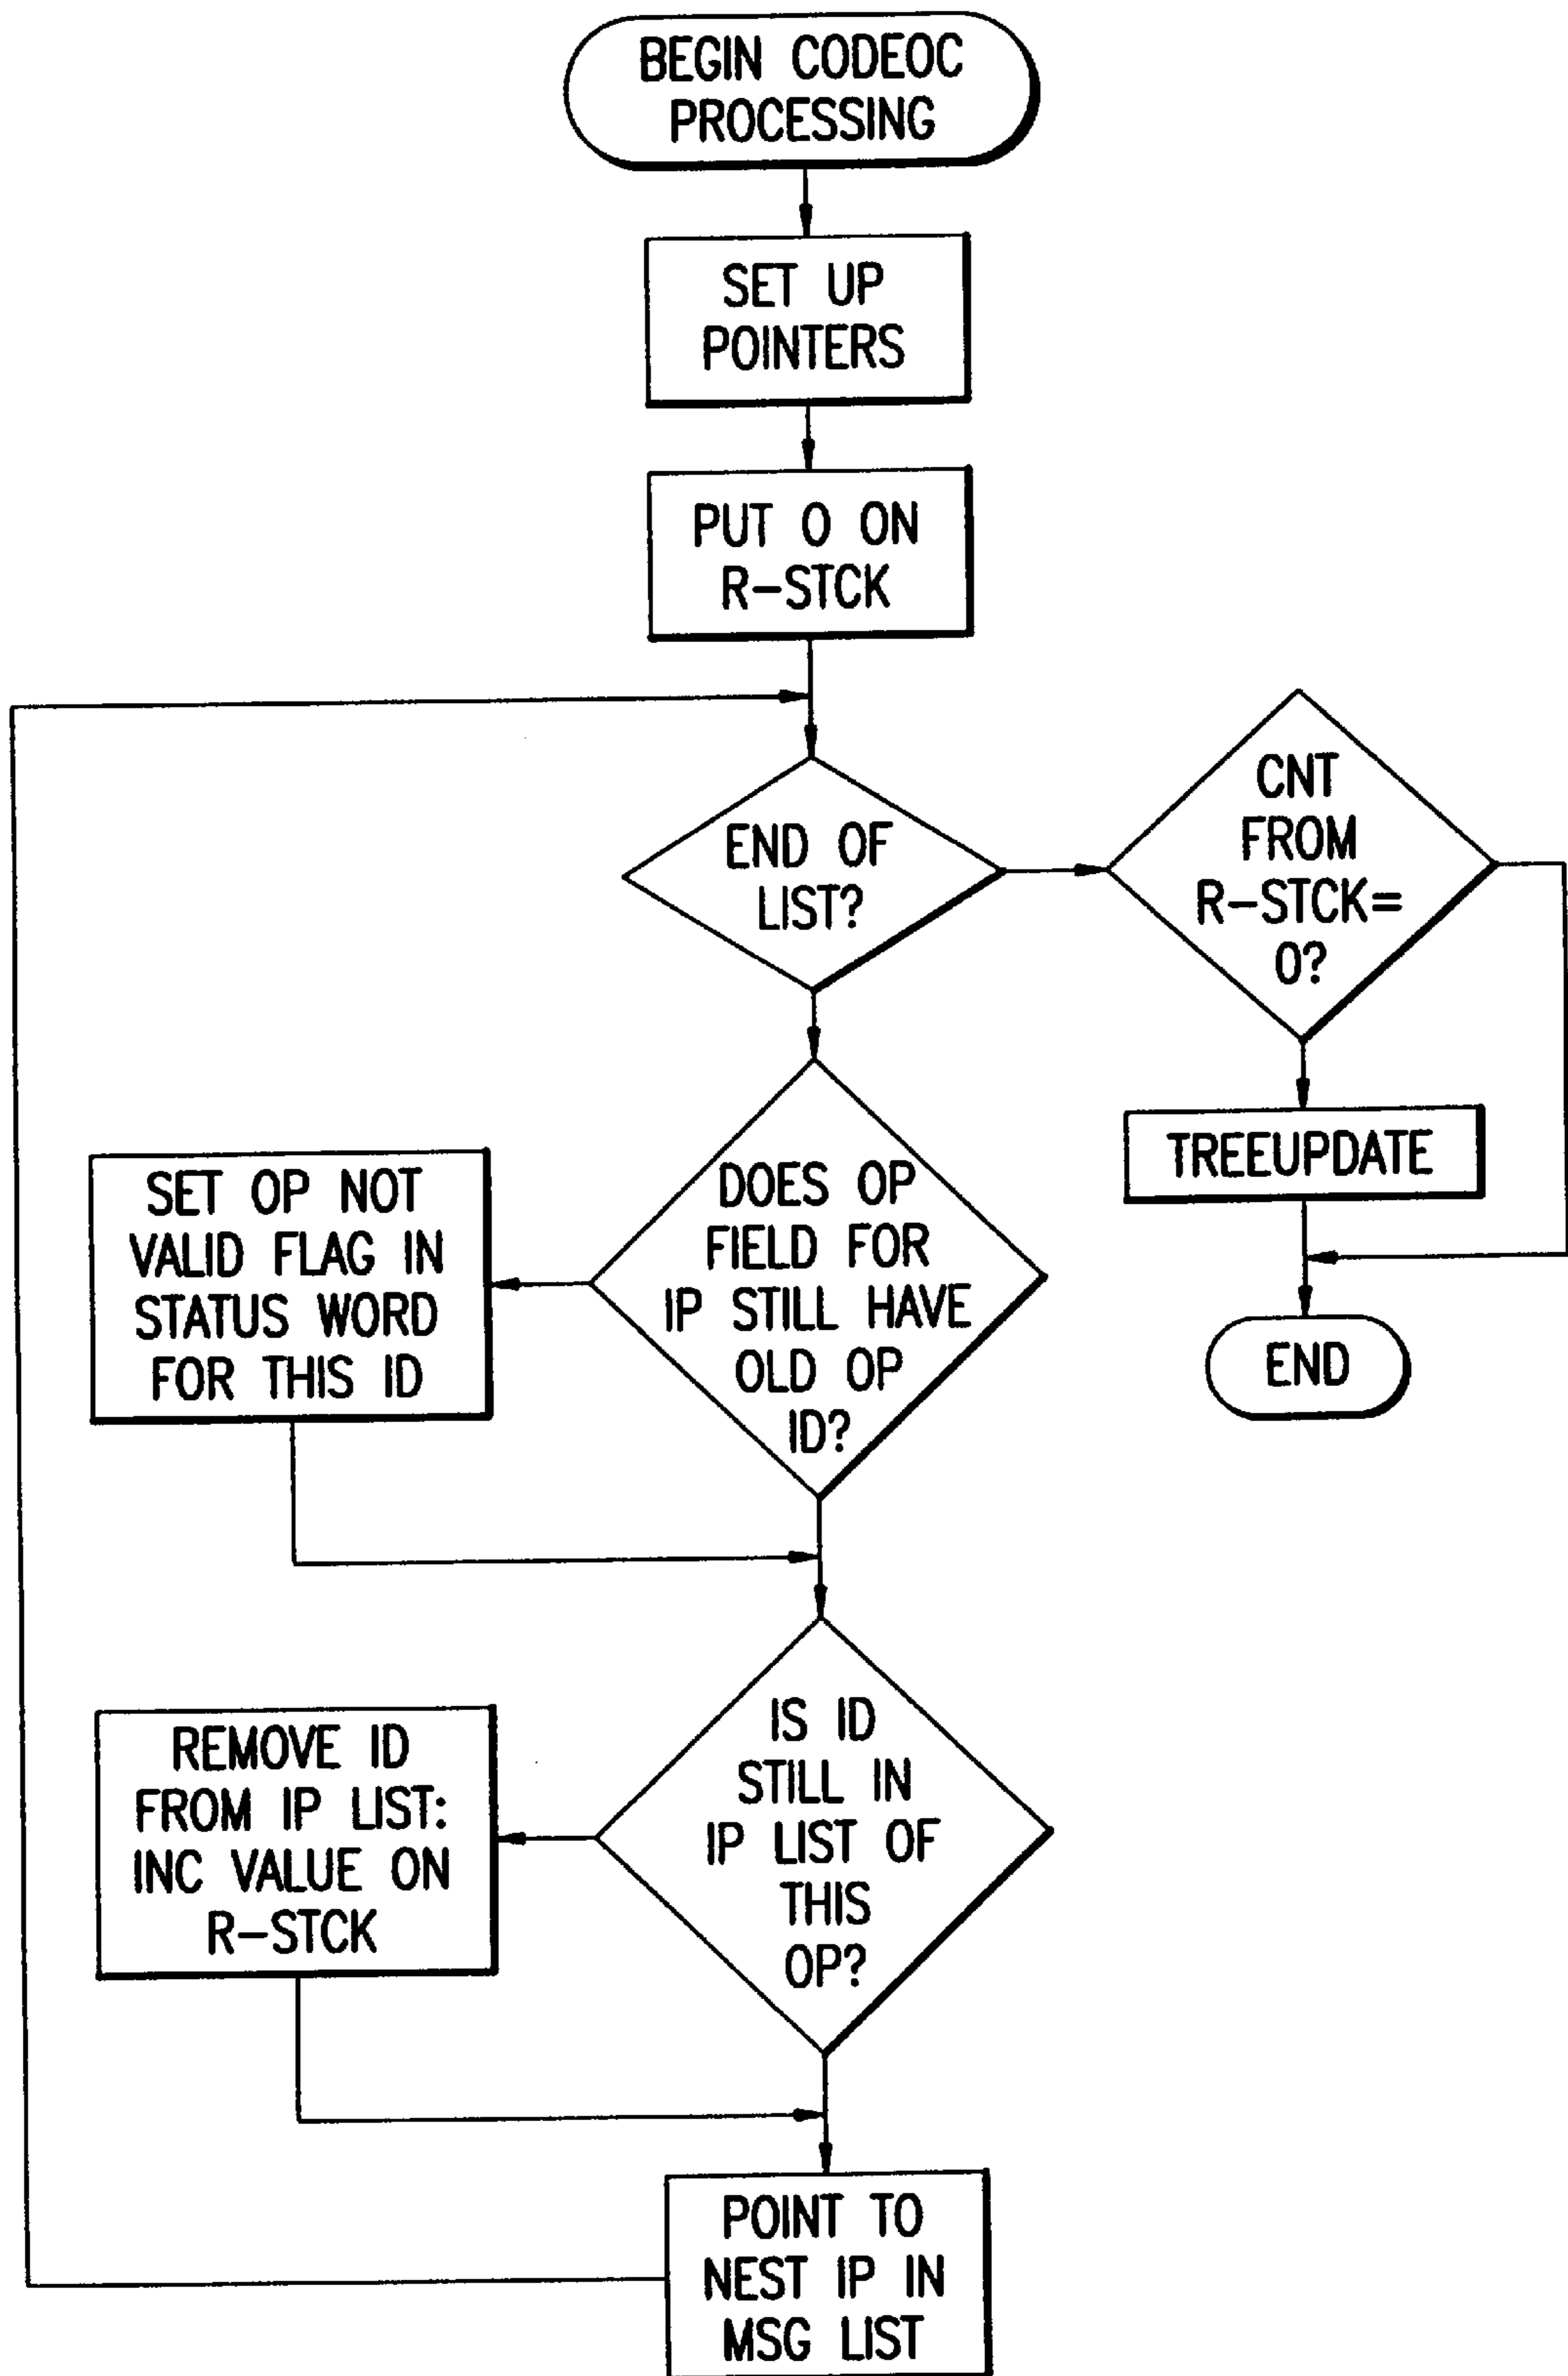 BEGIN CODEOC
PROCESSING
SET UP
POINTERS
PUT 0 ON
R-STCK
END OF
LIST?
CNT
FROM
R-STCK=
0?
TREEUPDATE
END
DOES OP
FIELD FOR
IP STILL HAVE
OLD OP
ID?
SET OP NOT
VALID FLAG IN
STATUS WORD
FOR THIS ID
IS ID
STILL IN
IP LIST OF
THIS
OP?
REMOVE ID
FROM IP LIST:
INC VALUE ON
R-STCK
POINT TO
NEST IP IN
MSG LIST